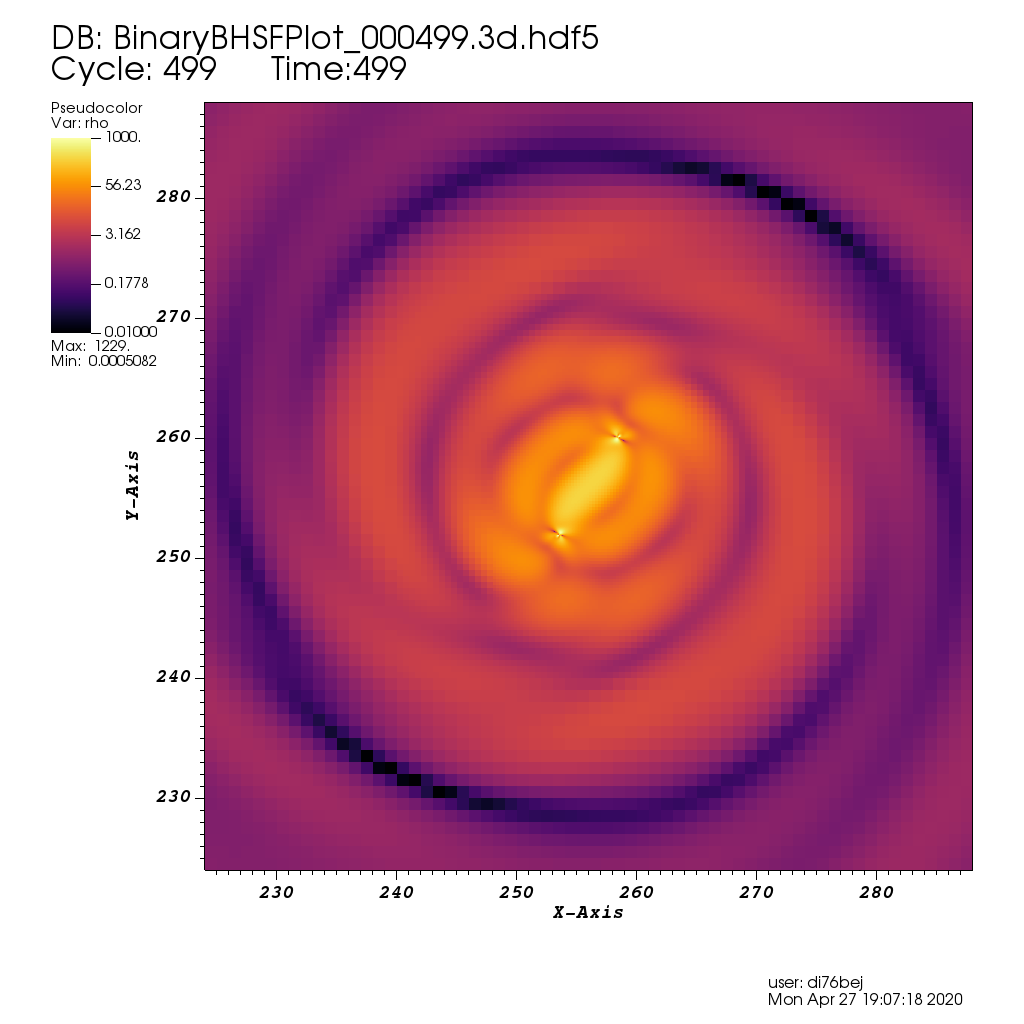 DB: BinaryBHSFPlot_000499.3d.hdf5
Cycle: 499 Time:499
Pseudocolor
Var: rho
1000.
56.23
3.162
0.1778
0.01000
Max: 1229.
Min: 0.0005082
280
270
260
250
240
230
Y-Axis
230 240 250 260 270 280
X-Axis
user: di76bej
Mon Apr 27 19:07:18 2020